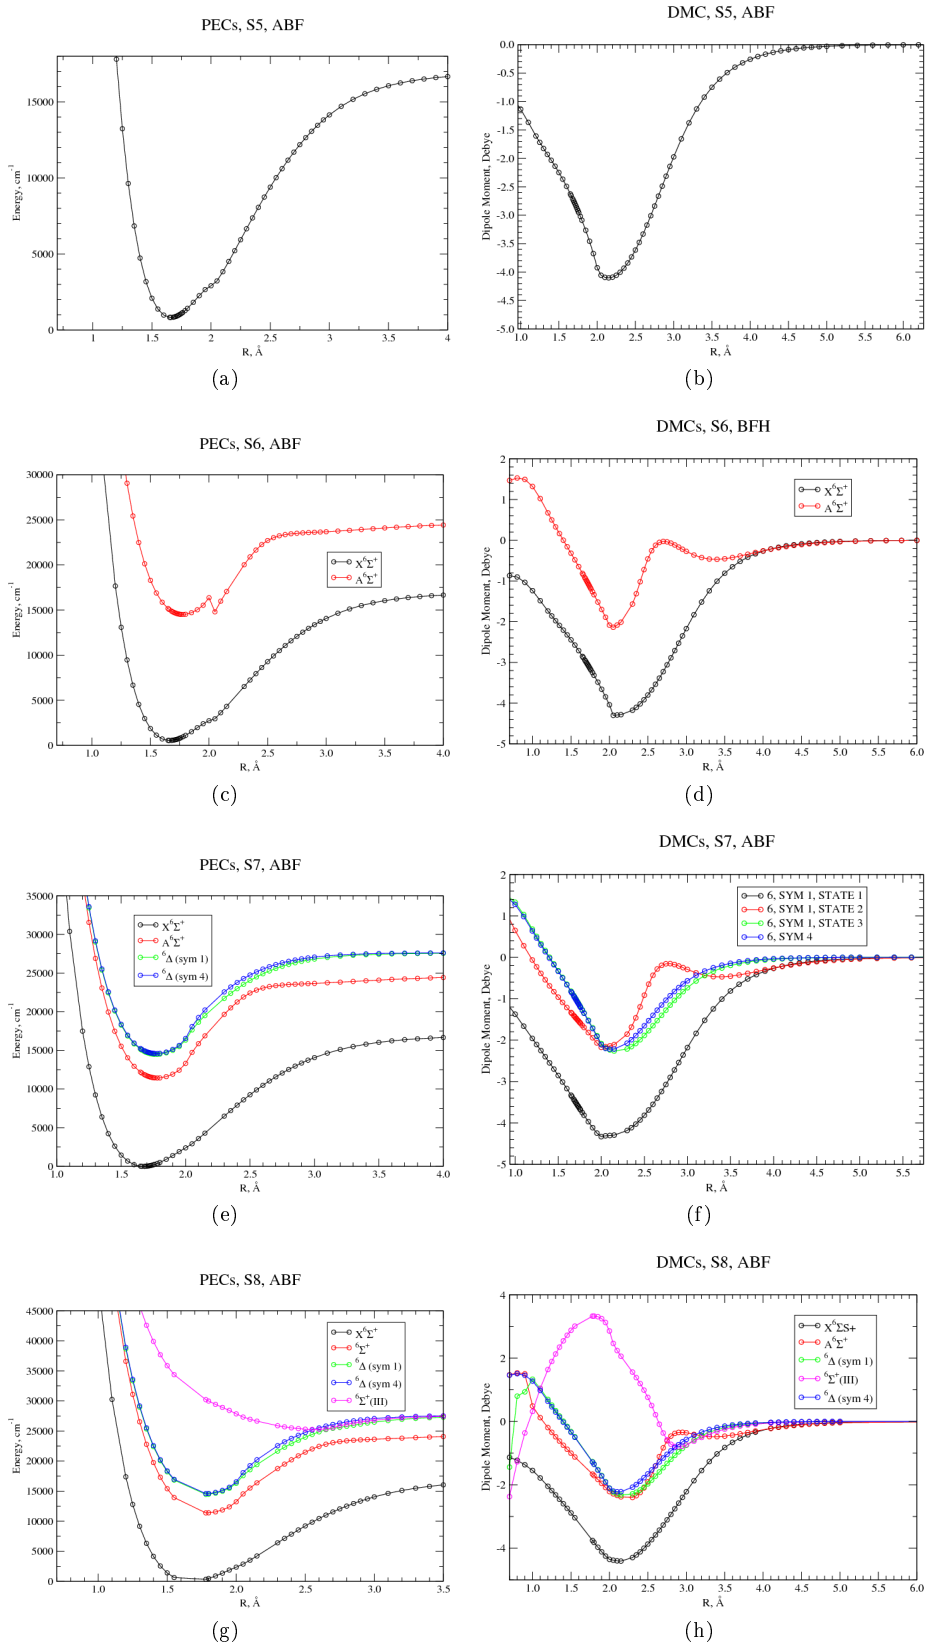 PECs, S5, ABF
Energy, cm⁻¹
15000
10000
5000
0
1
1.5
2
2.5
3
3.5
4
R, Å
(a)
DMC, S5, ABF
Dipole Moment, Debye
0.0
-0.5
-1.0
-1.5
-2.0
-2.5
-3.0
-3.5
-4.0
-4.5
-5.0
1.0 1.5 2.0 2.5 3.0 3.5 4.0 4.5 5.0 5.5 6.0
R, Å
(b)
PECs, S6, ABF
Energy, cm⁻¹
30000
25000
20000
15000
10000
5000
0
X⁶Σ⁺
A⁶Σ⁺
1.0 1.5 2.0 2.5 3.0 3.5 4.0
R, Å
(c)
DMCs, S6, BFH
Dipole Moment, Debye
2
1
0
-1
-2
-3
-4
-5
X⁶Σ⁺
A⁶Σ⁺
1.0 1.5 2.0 2.5 3.0 3.5 4.0 4.5 5.0 5.5 6.0
R, Å
(d)
PECs, S7, ABF
Energy, cm⁻¹
35000
30000
25000
20000
15000
10000
5000
0
X⁶Σ⁺
A⁶Σ⁺
⁶Δ (sym 1)
⁶Δ (sym 4)
1.0 1.5 2.0 2.5 3.0 3.5 4.0
R, Å
(e)
DMCs, S7, ABF
Dipole Moment, Debye
2
1
0
-1
-2
-3
-4
-5
6, SYM 1, STATE 1
6, SYM 1, STATE 2
6, SYM 1, STATE 3
6, SYM 4
1.0 1.5 2.0 2.5 3.0 3.5 4.0 4.5 5.0 5.5
R, Å
(f)
PECs, S8, ABF
Energy, cm⁻¹
45000
40000
35000
30000
25000
20000
15000
10000
5000
0
X⁶Σ⁺
⁶Σ⁺
⁶Δ (sym 1)
⁶Δ (sym 4)
⁶Σ⁺(III)
1.0 1.5 2.0 2.5 3.0 3.5
R, Å
(g)
DMCs, S8, ABF
Dipole Moment, Debye
4
2
0
-2
-4
X⁶ΣS+
A⁶Σ⁺
⁶Δ (sym 1)
⁶Σ⁺(III)
⁶Δ (sym 4)
1.0 1.5 2.0 2.5 3.0 3.5 4.0 4.5 5.0 5.5 6.0
R, Å
(h)